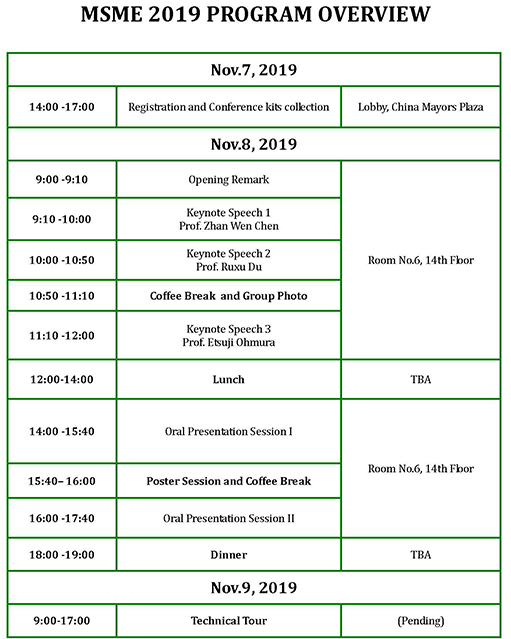 MSME 2019 PROGRAM OVERVIEW
Nov.7, 2019
14:00 -17:00 Registration and Conference kits collection Lobby, China Mayors Plaza
Nov.8, 2019
9:00 -9:10 Opening Remark
9:10 -10:00 Keynote Speech 1
Prof. Zhan Wen Chen
10:00 -10:50 Keynote Speech 2
Prof. Ruxu Du
Room No.6, 14th Floor
10:50 -11:10 Coffee Break and Group Photo
11:10 -12:00 Keynote Speech 3
Prof. Etsuji Ohmura
12:00-14:00 Lunch TBA
14:00 -15:40 Oral Presentation Session I
Room No.6, 14th Floor
15:40– 16:00 Poster Session and Coffee Break
16:00 -17:40 Oral Presentation Session II
18:00 -19:00 Dinner TBA
Nov.9, 2019
9:00-17:00 Technical Tour (Pending)